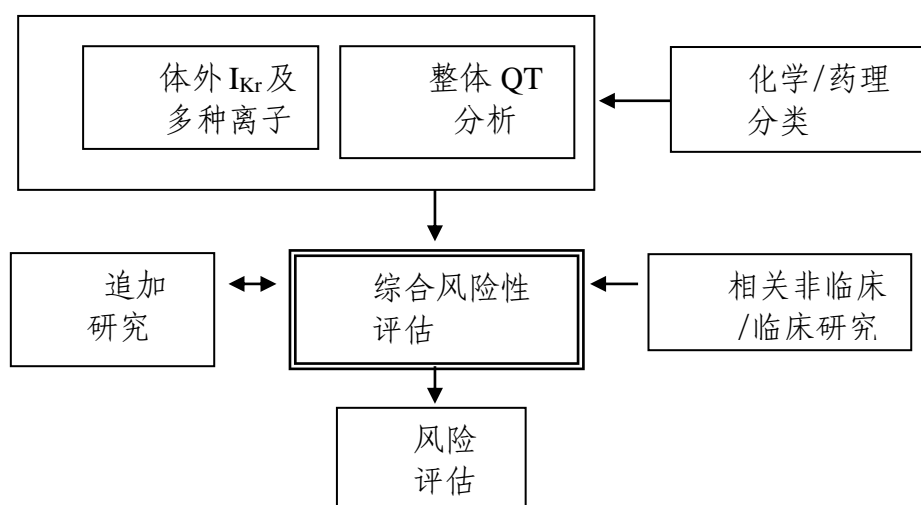 体外 IKr及
多种离子
整体 QT
分析
化学/药理
分类
追加
研究
综合风险性
评估
相关非临床
/临床研究
风险
评估